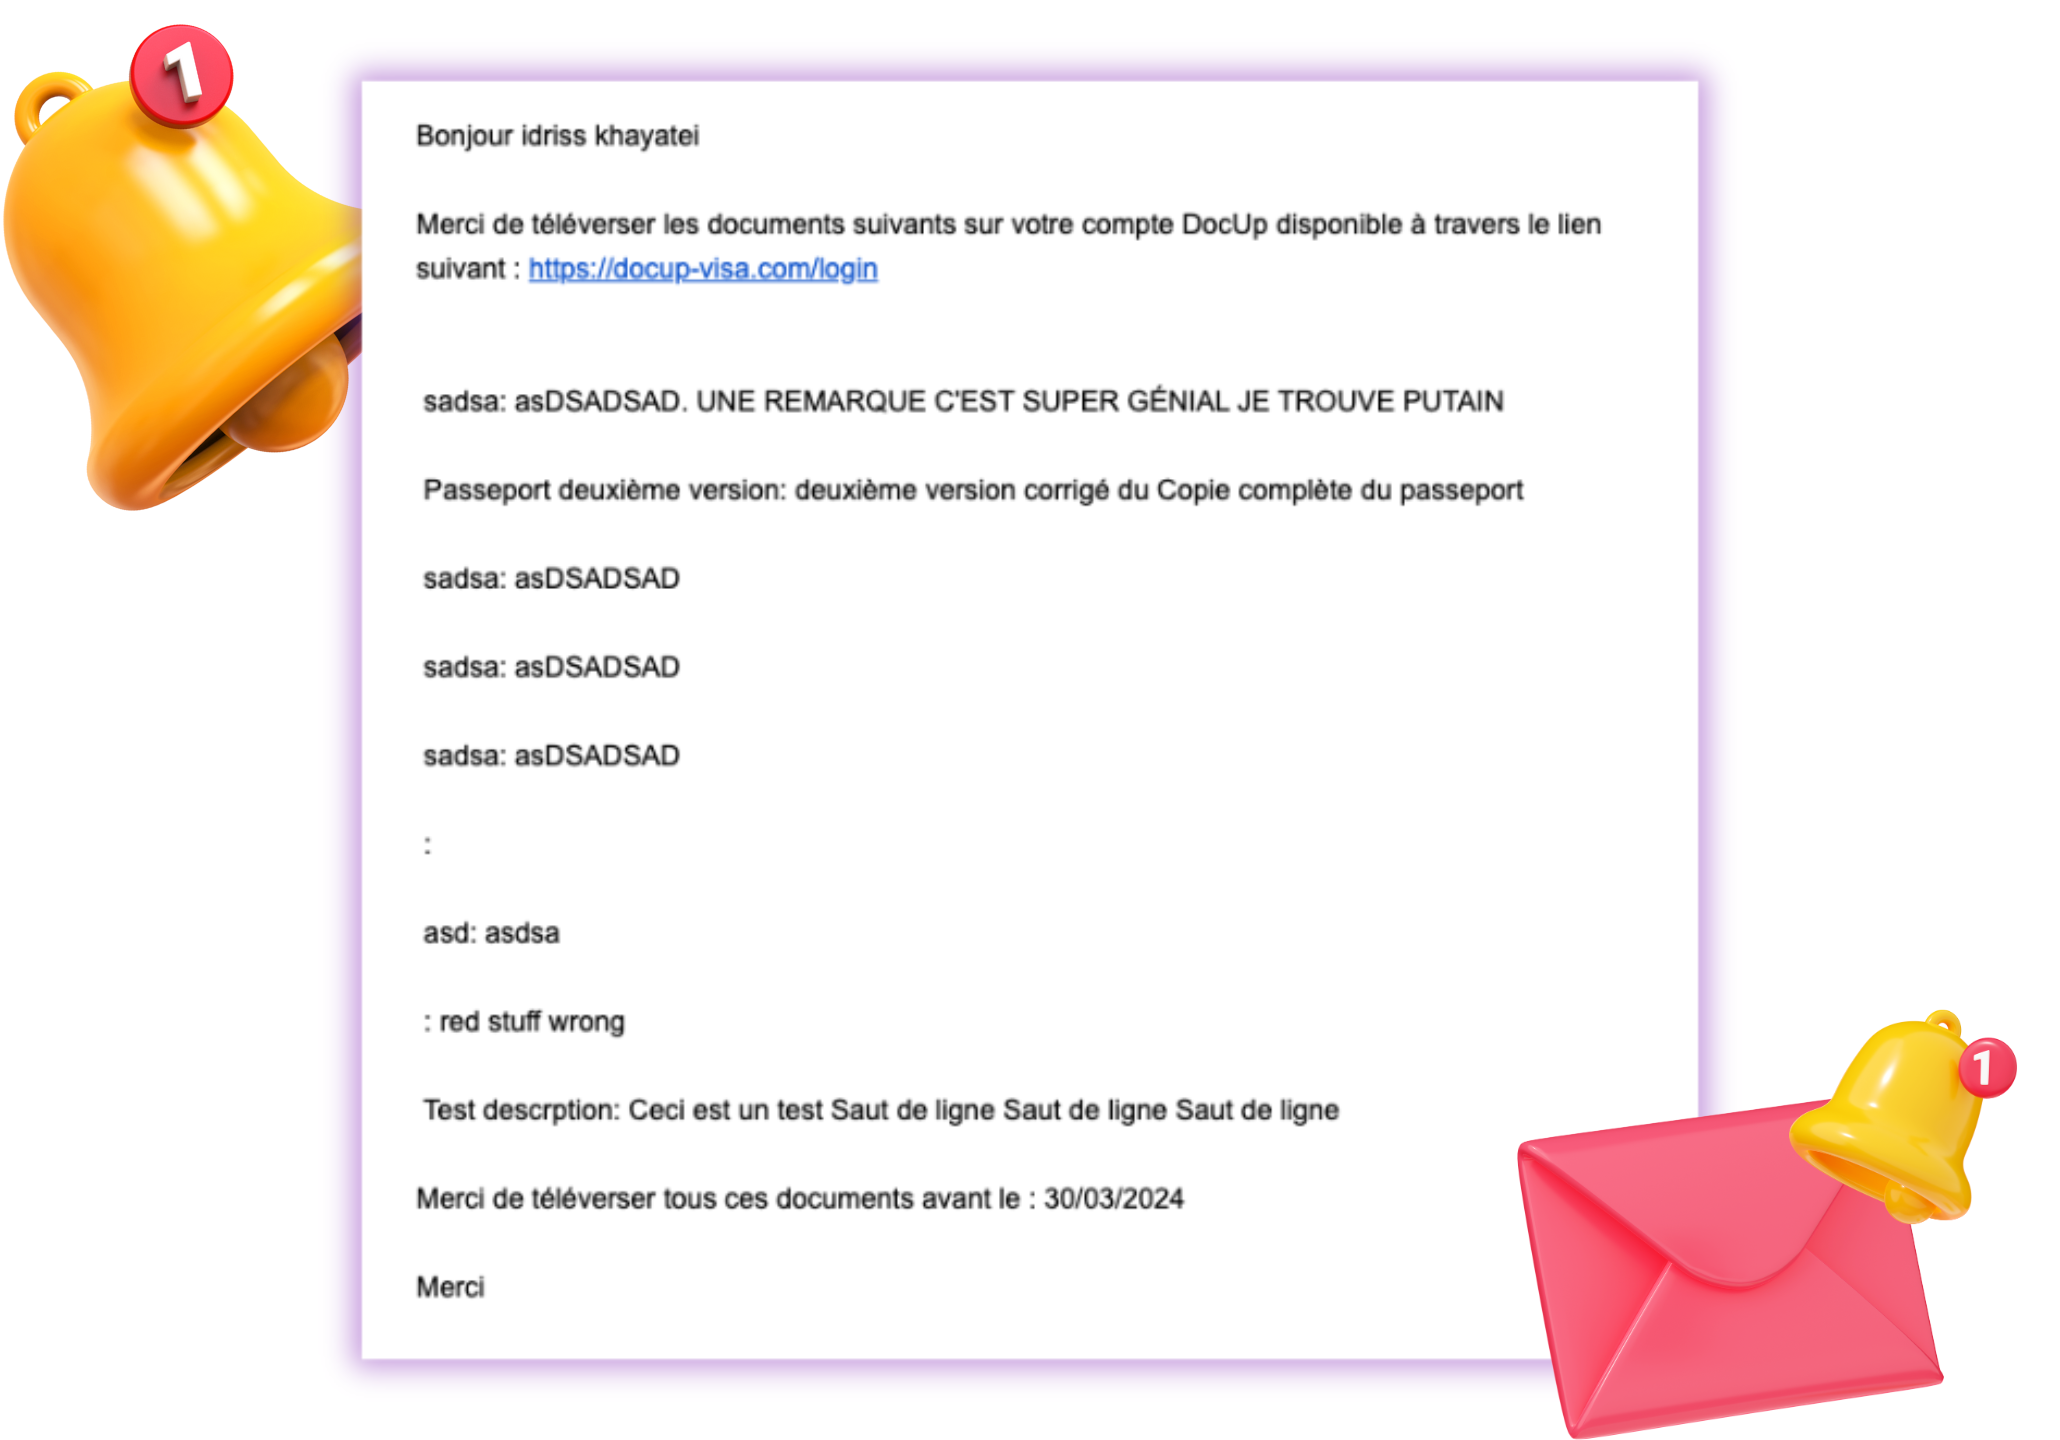 1
Bonjour idriss khayatei
Merci de téléverser les documents suivants sur votre compte DocUp disponible à travers le lien
suivant : https://docup-visa.com/login
sadsa: asDSADSAD. UNE REMARQUE C'EST SUPER GÉNIAL JE TROUVE PUTAIN
Passeport deuxième version: deuxième version corrigé du Copie complète du passeport
sadsa: asDSADSAD
sadsa: asDSADSAD
sadsa: asDSADSAD
:
asd: asdsa
: red stuff wrong
Test descrption: Ceci est un test Saut de ligne Saut de ligne Saut de ligne
Merci de téléverser tous ces documents avant le : 30/03/2024
Merci
1